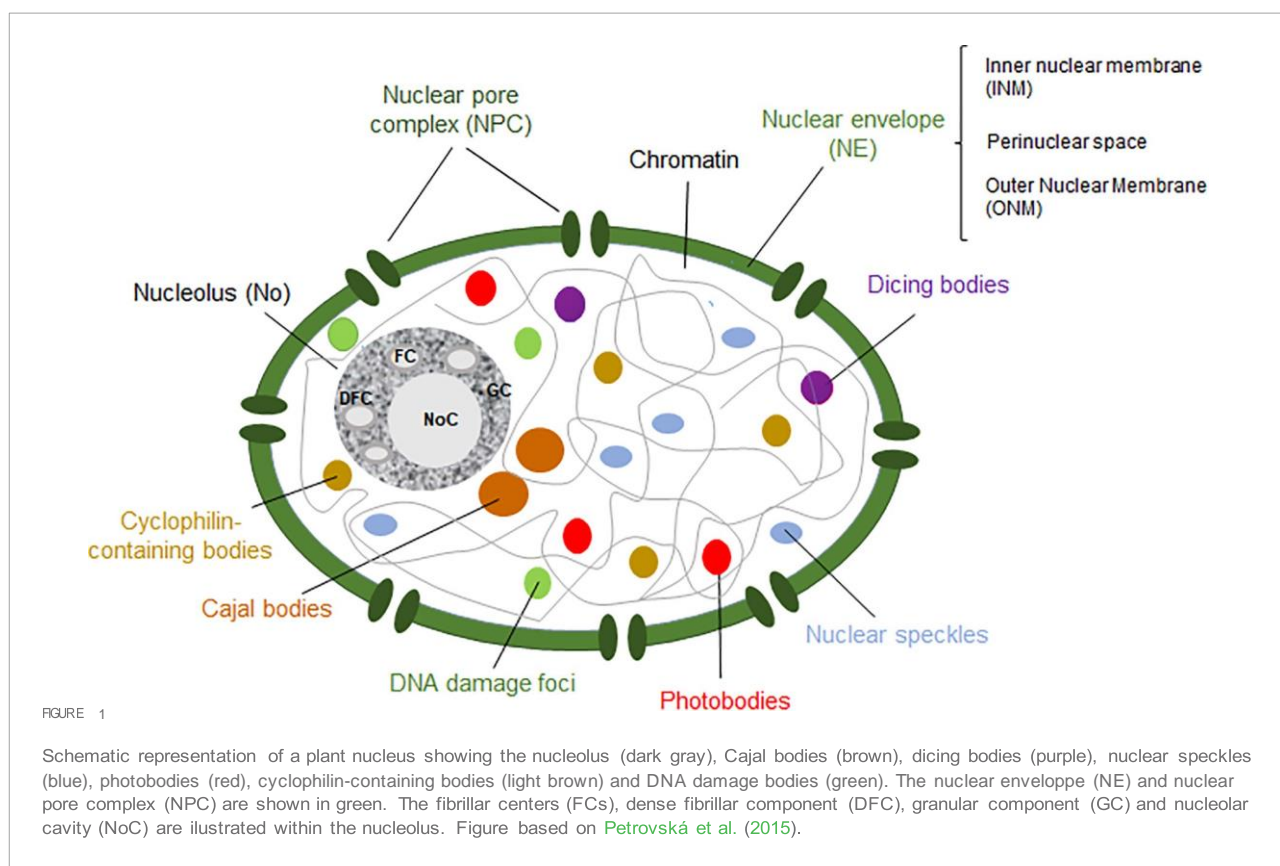 Nuclear pore
complex (NPC)
Nuclear envelope
(NE)
Inner nuclear membrane
(INM)
Perinuclear space
Outer Nuclear Membrane
(ONM)
Chromatin
Nucleolus (No)
Dicing bodies
FC
DFC
GC
NoC
Cyclophilin-
containing bodies
Cajal bodies
DNA damage foci
Photobodies
Nuclear speckles
FIGURE 1
Schematic representation of a plant nucleus showing the nucleolus (dark gray), Cajal bodies (brown), dicing bodies (purple), nuclear speckles
(blue), photobodies (red), cyclophilin-containing bodies (light brown) and DNA damage bodies (green). The nuclear enveloppe (NE) and nuclear
pore complex (NPC) are shown in green. The fibrillar centers (FCs), dense fibrillar component (DFC), granular component (GC) and nucleolar
cavity (NoC) are ilustrated within the nucleolus. Figure based on Petrovská et al. (2015).